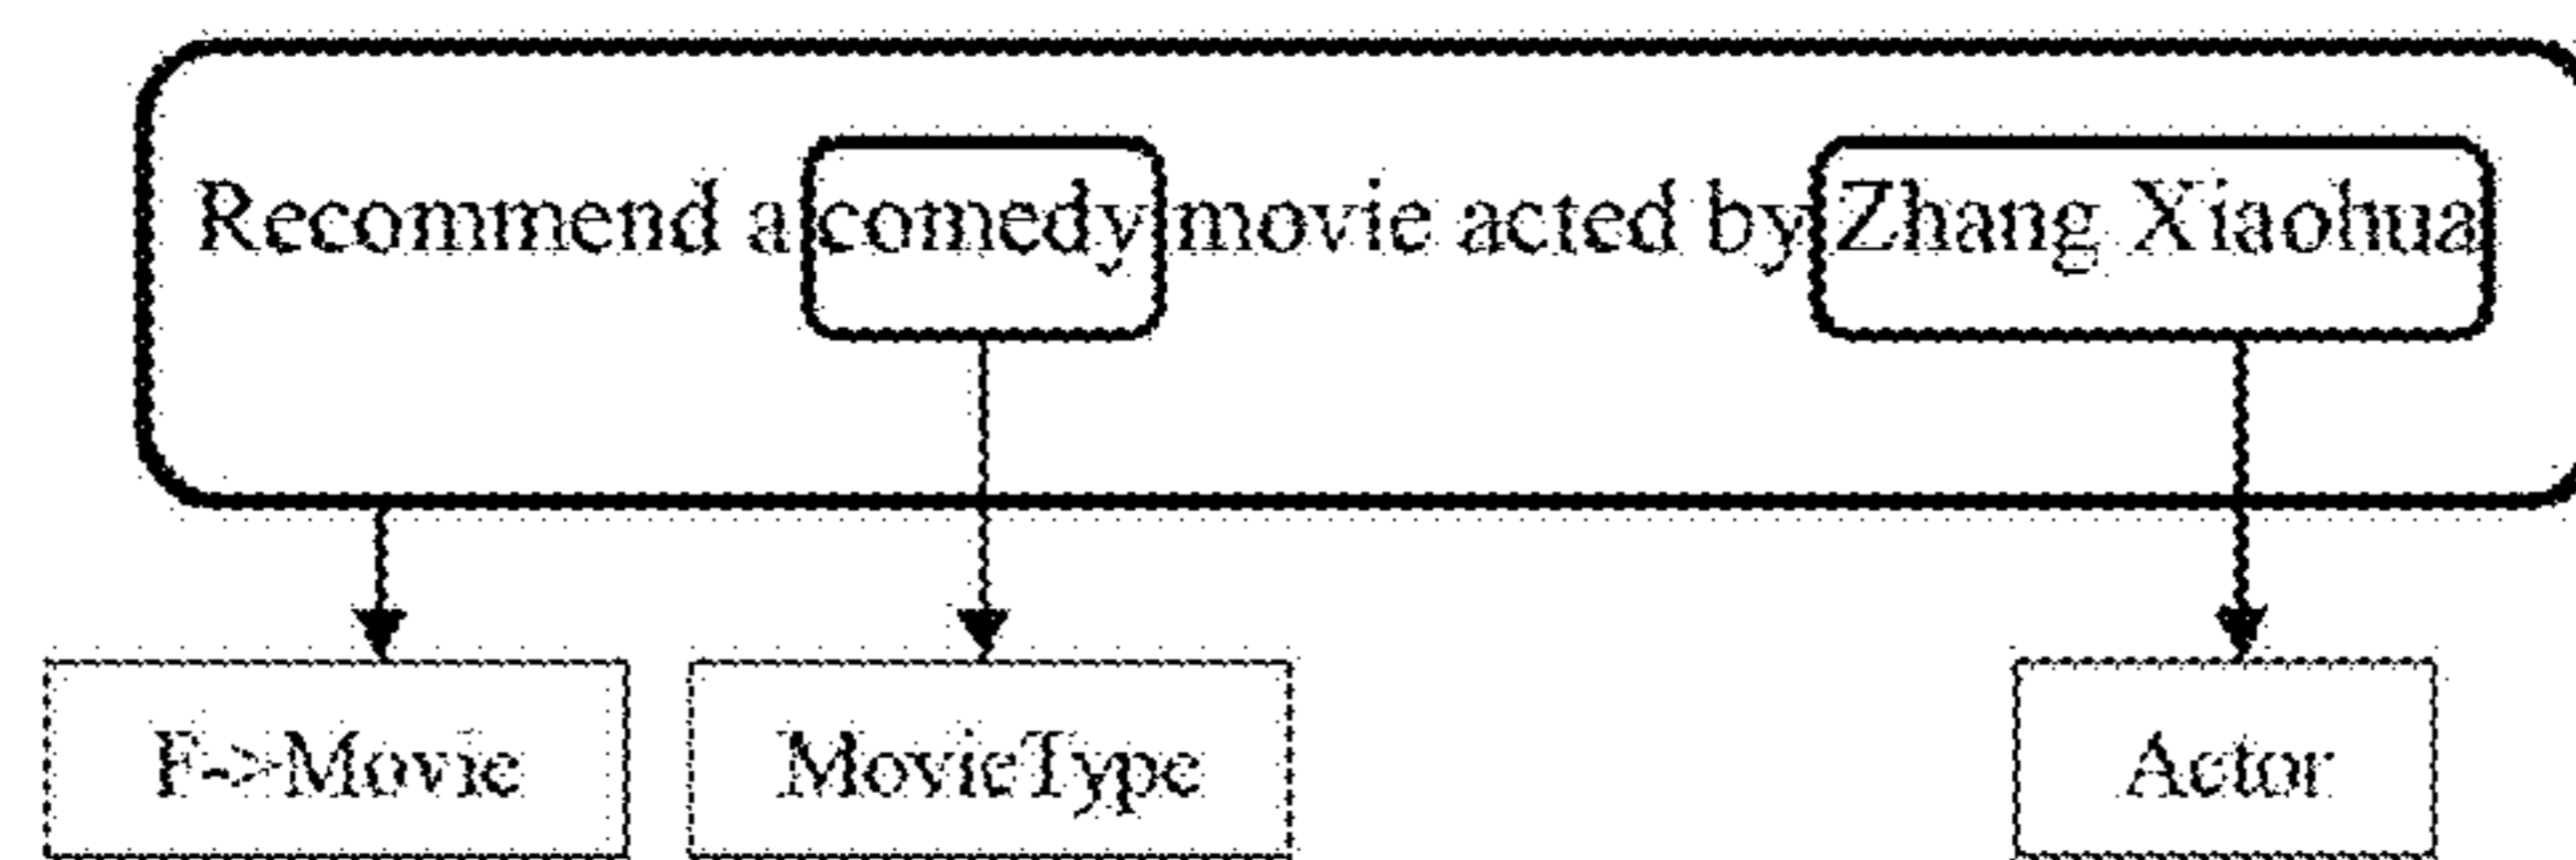 Recommend a comedy movie acted by Zhang Xiaohua
F->Movie MovieType Actor